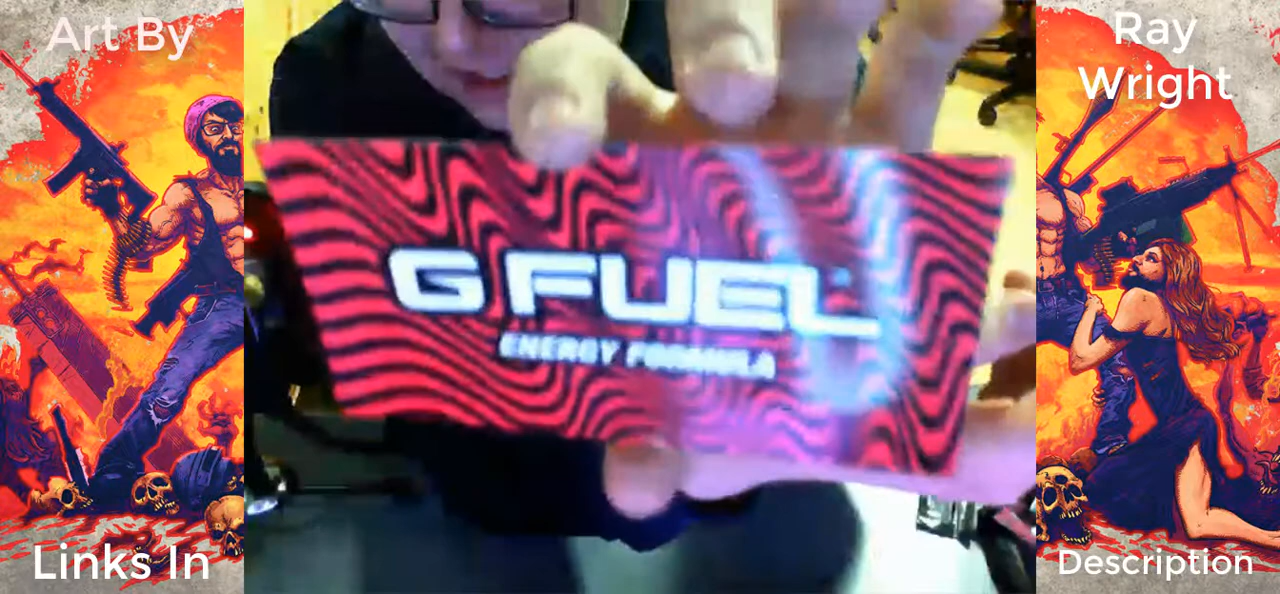 Art By
Ray
Wright
G FUEL
ENERGY FORMULA
Links In
Description